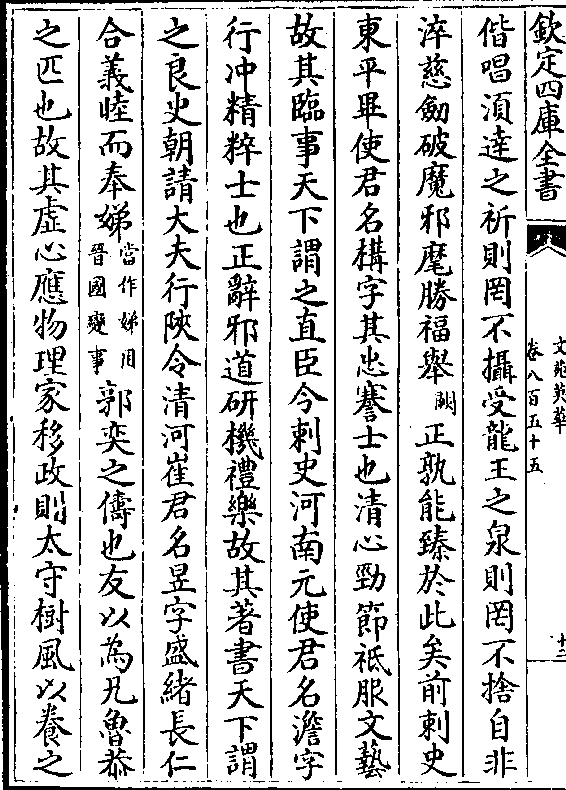 欽定四庫全書
文苑英華
卷八百五十五
十二
偕唱湏達之祈則罔不攝受龍王之泉則罔不捨自非
淬慈劒破魔邪麾勝福舉闕正孰能臻於此矣前刺史
東平畢使君名構字其忠謇士也清心勁節袛服文藝
故其臨事天下謂之直臣今刺史河南元使君名澹字
行冲精粹士也正辭邪道研機禮樂故其著書天下謂
之良史朝請大夫行陜令清河崔君名昱字盛緒長仁
合義睦而奉娣當作娣用晉國變事郭奕之儔也友以為凡魯恭
之匹也故其虛心應物理家移政則太守樹風以養之